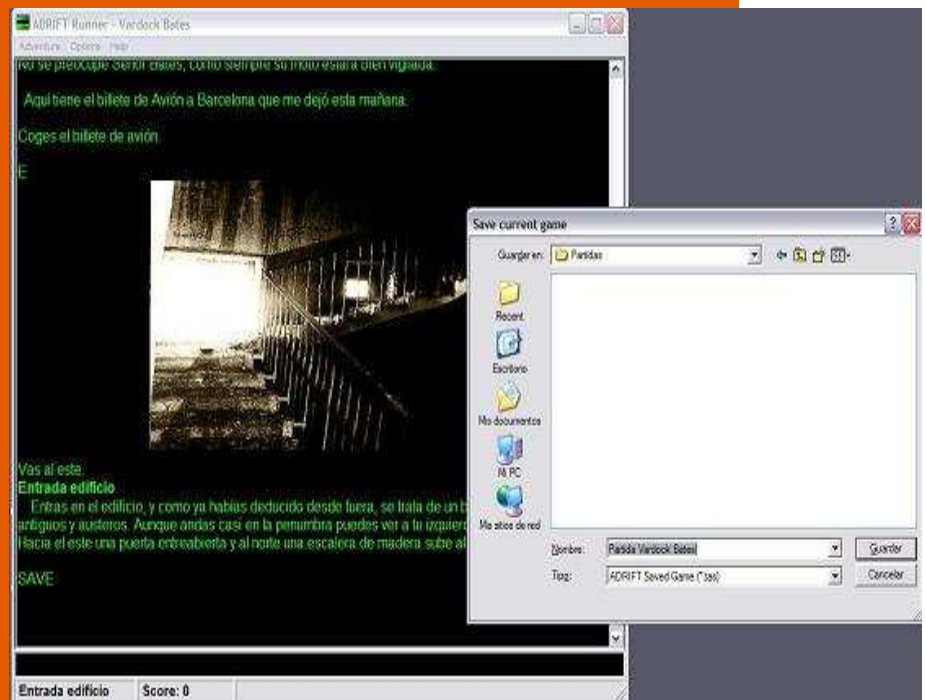 ADRIFT Runner - Vardock Bates
Adventure Options Help
No se preocupe Señor Bates, como siempre su moto estará bien vigilada.
Aquí tiene el billete de Avión a Barcelona que me dejó esta mañana.
Coges el billete de avión.
E
Vas al este.
Entrada edificio
Entras en el edificio, y como ya habías deducido desde fuera, se trata de un
antiguos y austeros. Aunque andas casi en la penumbra puedes ver a tu
Hacia el este una puerta entreabierta y al norte una escalera de madera sube
SAVE
Entrada edificio Score: 0
Save current game
Guardar en: Partidas
Recent
Escritorio
Mis documentos
Mi PC
Mis sitios de red
Nombre: Partida Vardock Bates Guardar
Tipo: ADRIFT Saved Game (*.tas) Cancelar